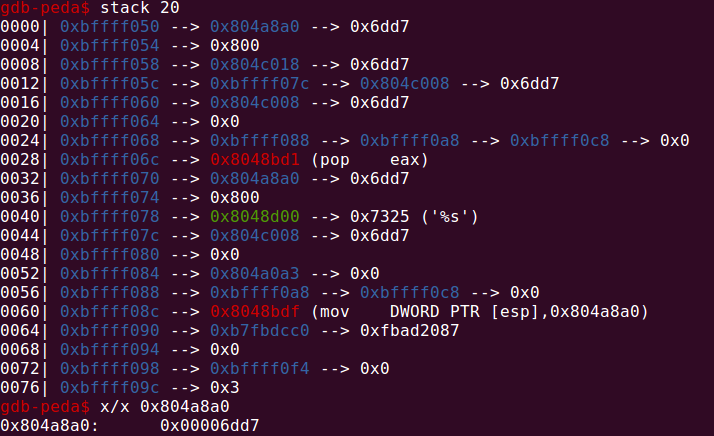 gdb-peda$ stack 20
0000| 0xbffff050 --> 0x804a8a0 --> 0x6dd7
0004| 0xbffff054 --> 0x800
0008| 0xbffff058 --> 0x804c018 --> 0x6dd7
0012| 0xbffff05c --> 0xbffff07c --> 0x804c008 --> 0x6dd7
0016| 0xbffff060 --> 0x804c008 --> 0x6dd7
0020| 0xbffff064 --> 0x0
0024| 0xbffff068 --> 0xbffff088 --> 0xbffff0a8 --> 0xbffff0c8 --> 0x0
0028| 0xbffff06c --> 0x8048bd1 (pop    eax)
0032| 0xbffff070 --> 0x804a8a0 --> 0x6dd7
0036| 0xbffff074 --> 0x800
0040| 0xbffff078 --> 0x8048d00 --> 0x7325 ('%s')
0044| 0xbffff07c --> 0x804c008 --> 0x6dd7
0048| 0xbffff080 --> 0x0
0052| 0xbffff084 --> 0x804a0a3 --> 0x0
0056| 0xbffff088 --> 0xbffff0a8 --> 0xbffff0c8 --> 0x0
0060| 0xbffff08c --> 0x8048bdf (mov    DWORD PTR [esp],0x804a8a0)
0064| 0xbffff090 --> 0xb7fbdcc0 --> 0xfbad2087
0068| 0xbffff094 --> 0x0
0072| 0xbffff098 --> 0xbffff0f4 --> 0x0
0076| 0xbffff09c --> 0x3
gdb-peda$ x/x 0x804a8a0
0x804a8a0:      0x00006dd7